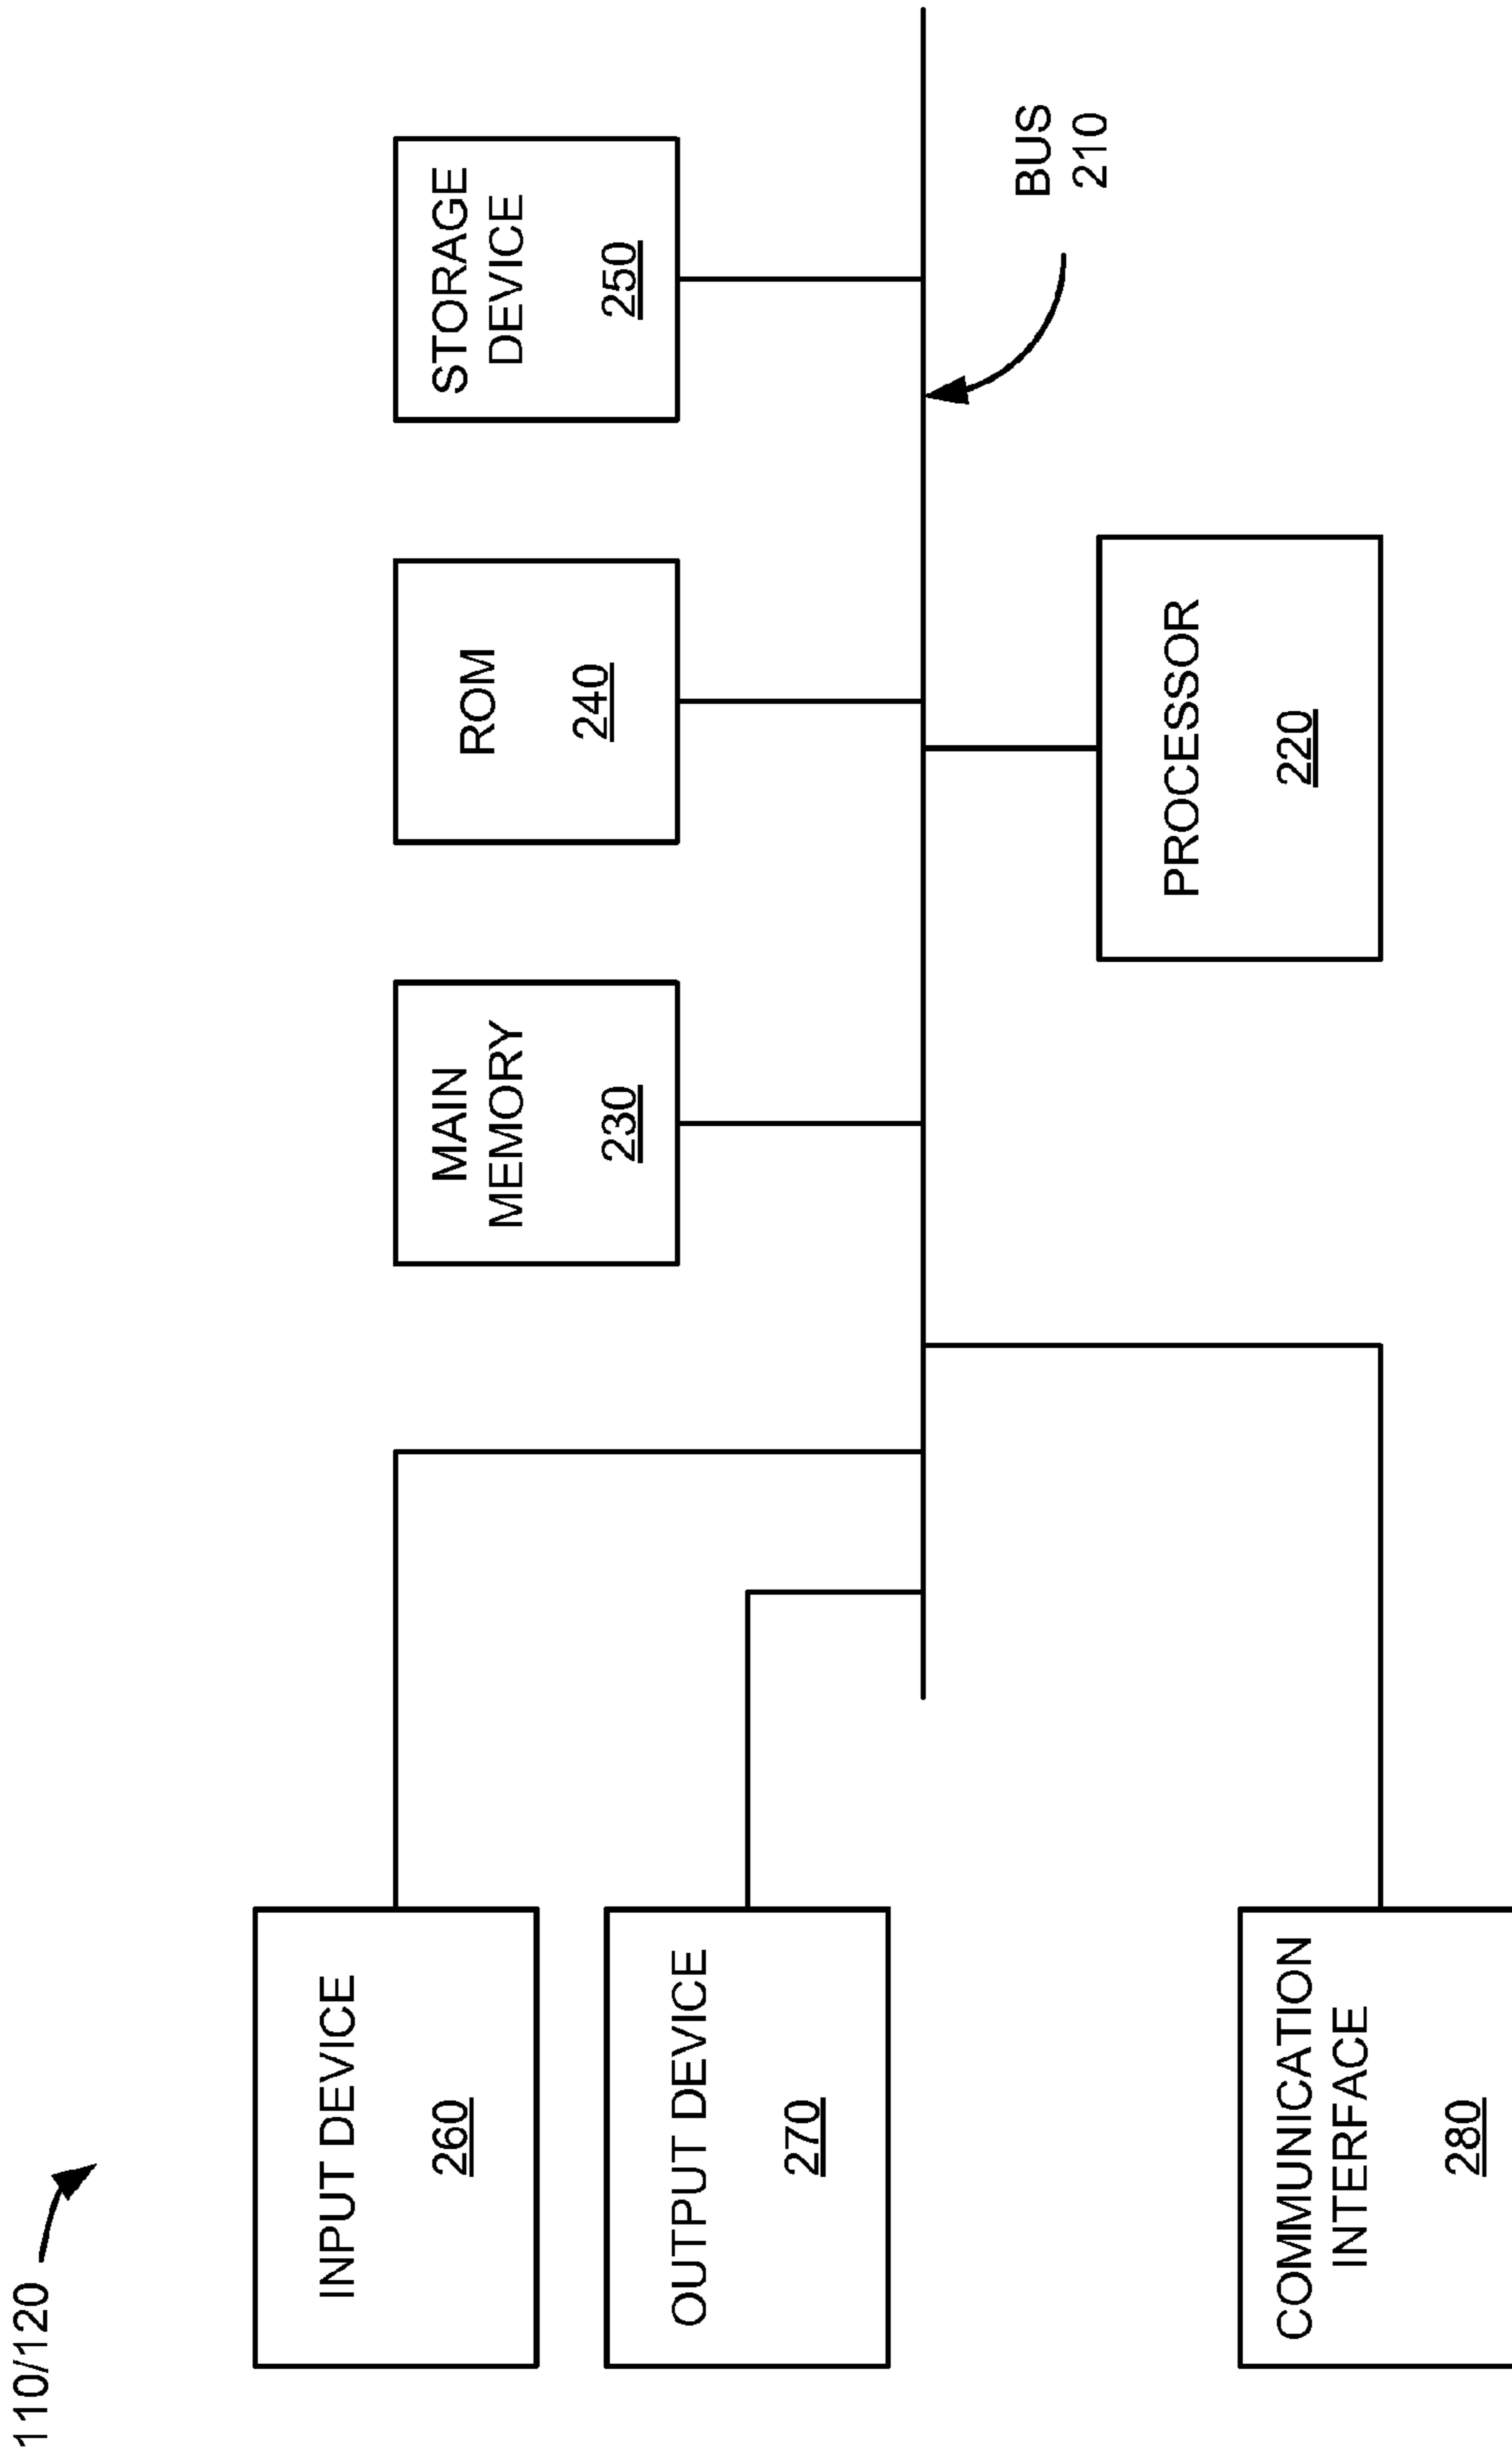 110/120
INPUT DEVICE
260
OUTPUT DEVICE
270
COMMUNICATION
INTERFACE
280
MAIN
MEMORY
230
ROM
240
STORAGE
DEVICE
250
PROCESSOR
220
BUS
210